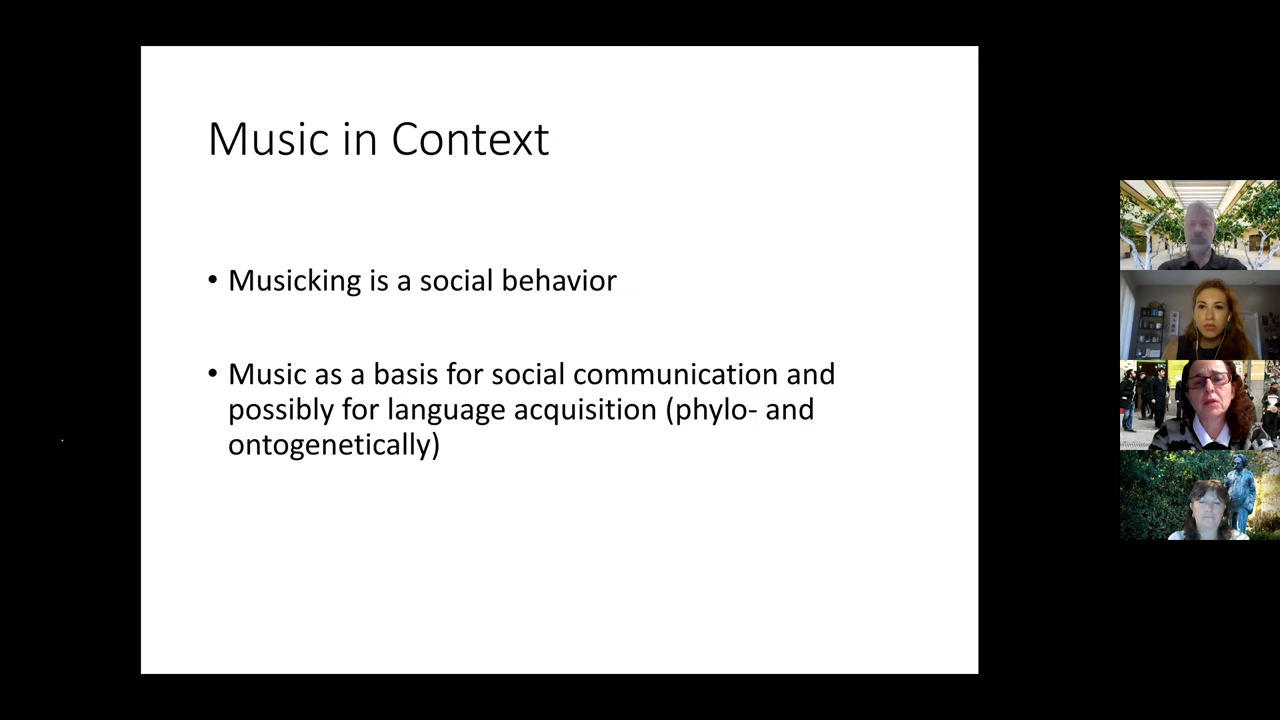 Music in Context
• Musicking is a social behavior
• Music as a basis for social communication and
possibly for language acquisition (phylo- and
ontogenetically)